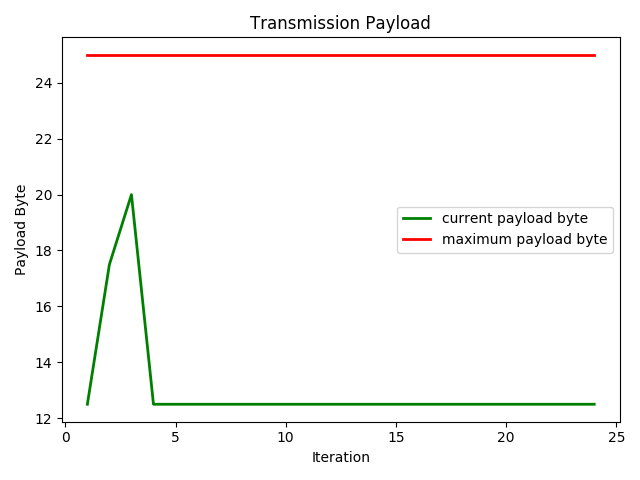 Transmission Payload
Payload Byte
24
22
20
18
16
14
12
current payload byte
maximum payload byte
0 5 10 15 20 25
Iteration